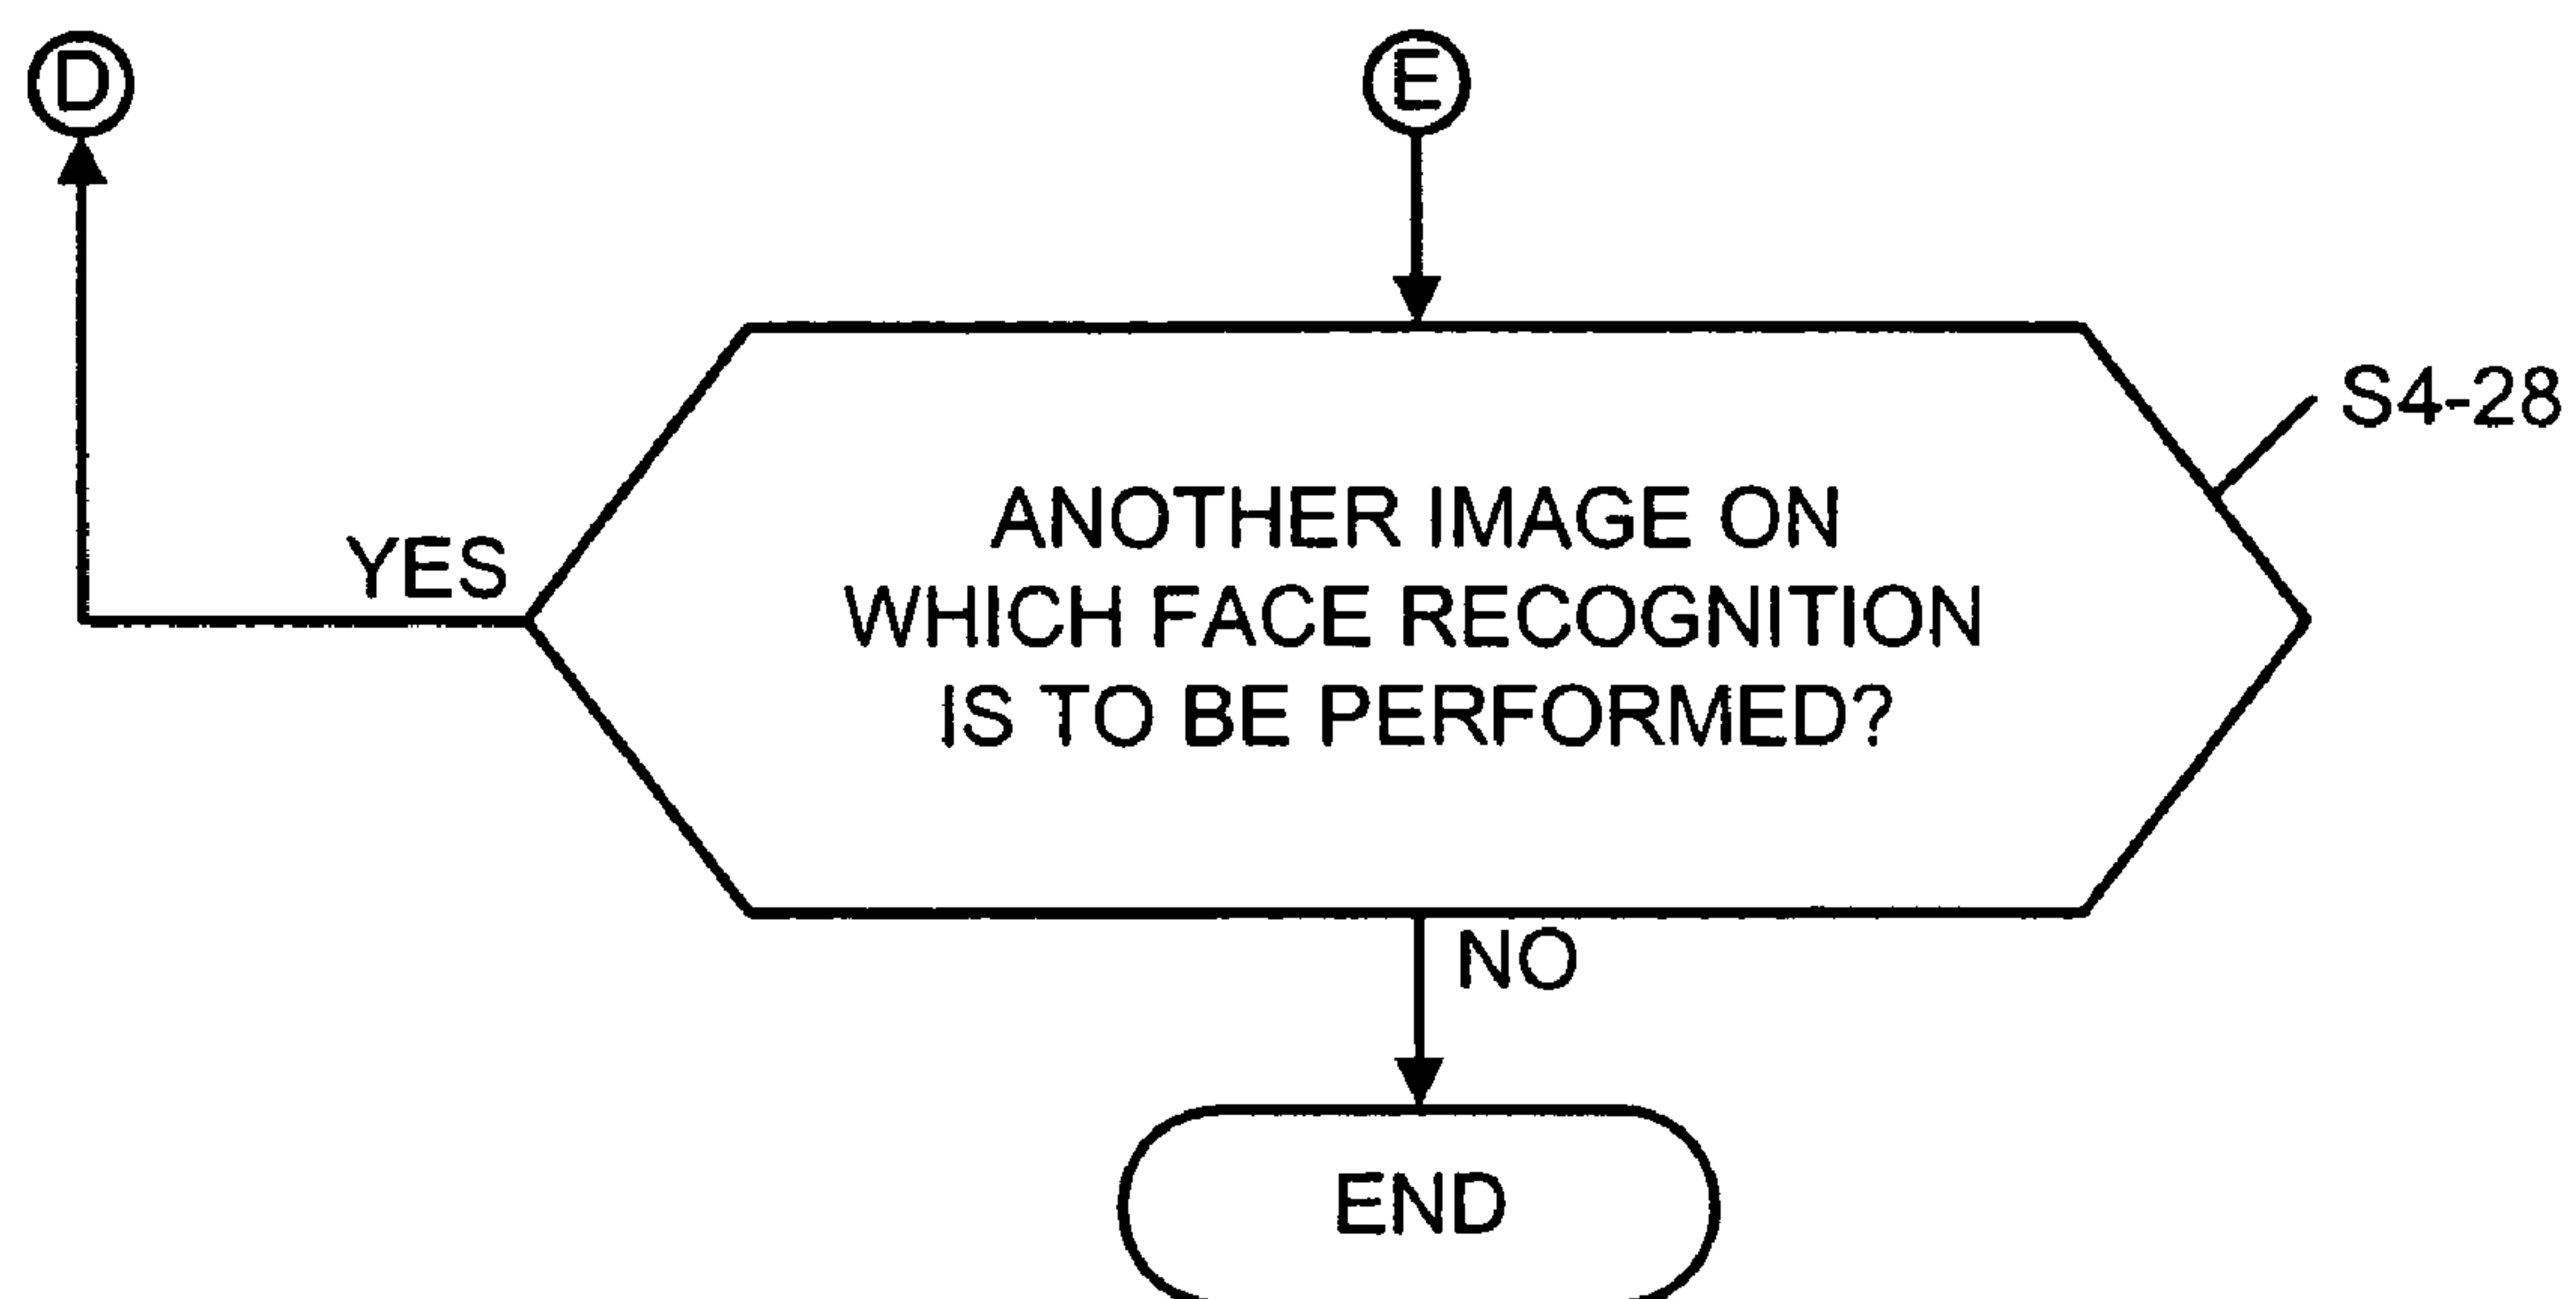 D
E
S4-28
ANOTHER IMAGE ON
WHICH FACE RECOGNITION
IS TO BE PERFORMED?
YES
NO
END